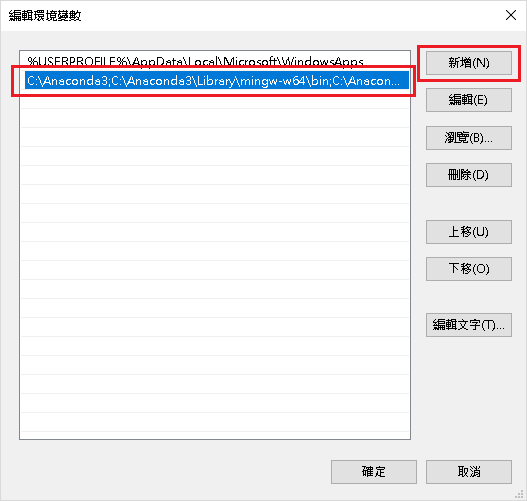 編輯環境變數
%USERPROFILE%\AppData\Local\Microsoft\WindowsApps
C:\Anaconda3;C:\Anaconda3\Library\mingw-w64\bin;C:\Anacon...
新增(N)
編輯(E)
瀏覽(B)...
刪除(D)
上移(U)
下移(O)
編輯文字(T)...
確定
取消